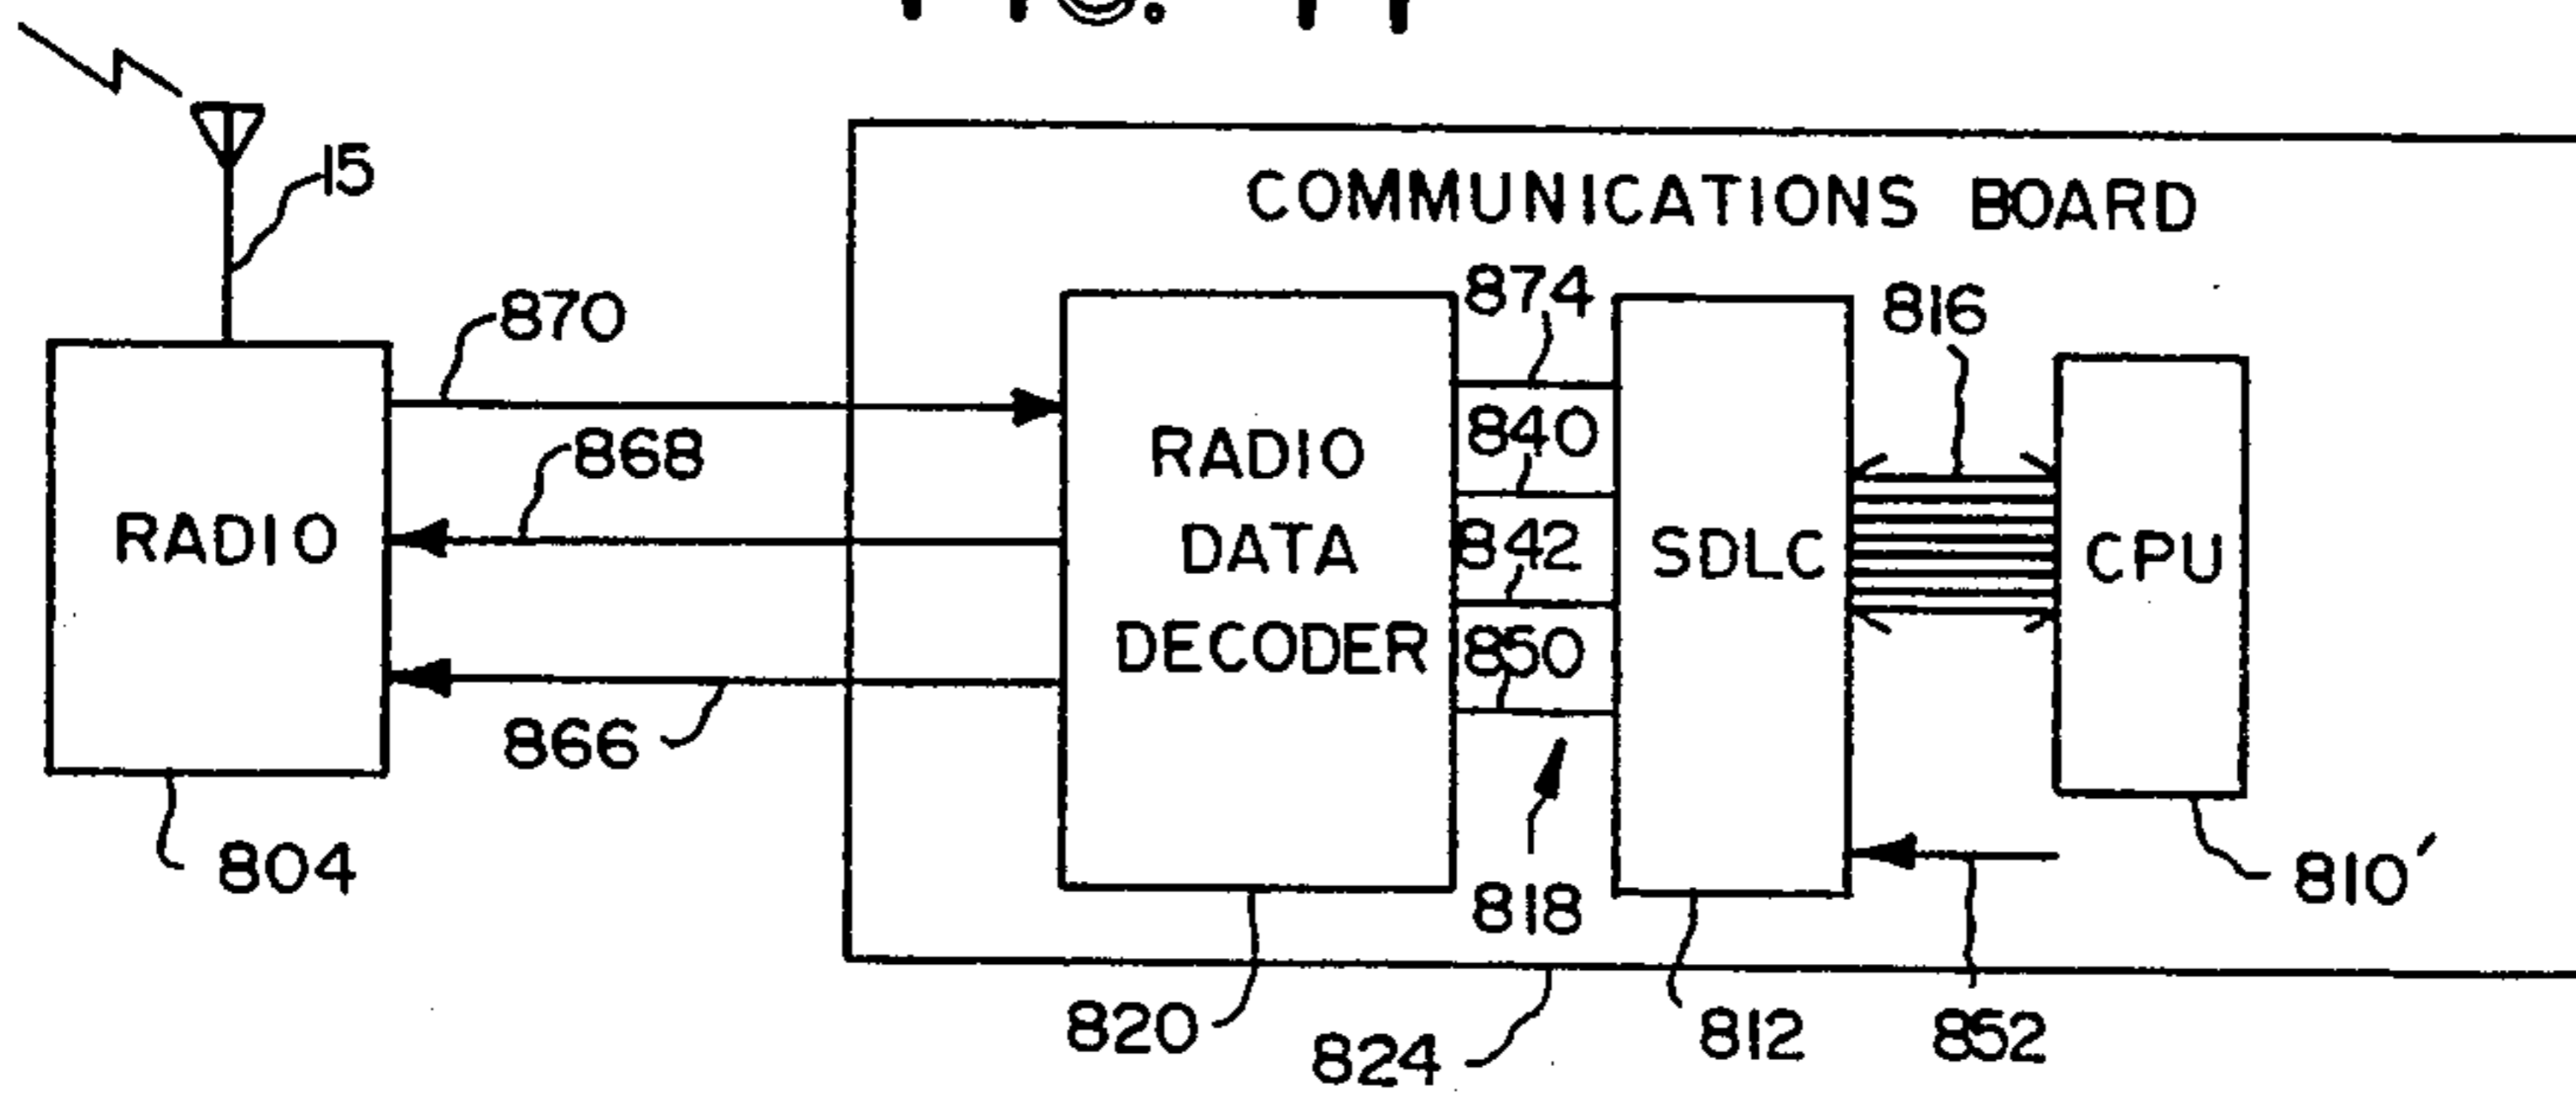 15
COMMUNICATIONS BOARD
870
868
866
RADIO
804
RADIO
DATA
DECODER
820
874
840
842
850
818
SDLC
812
816
CPU
810′
852
824